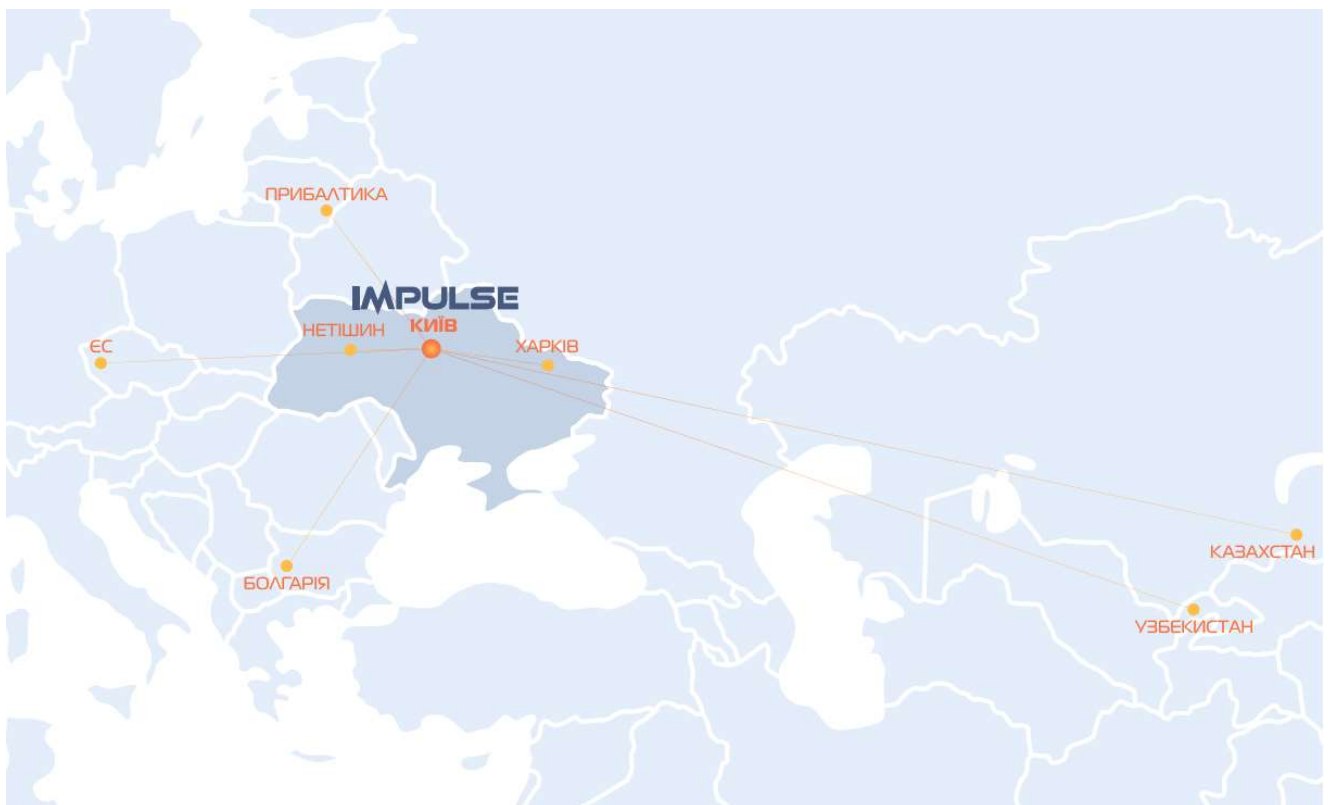 ПРИБАЛТИКА
IMPULSE
НЕТІШИН
КИЇВ
ЄС
ХАРКІВ
БОЛГАРІЯ
КАЗАХСТАН
УЗБЕКИСТАН